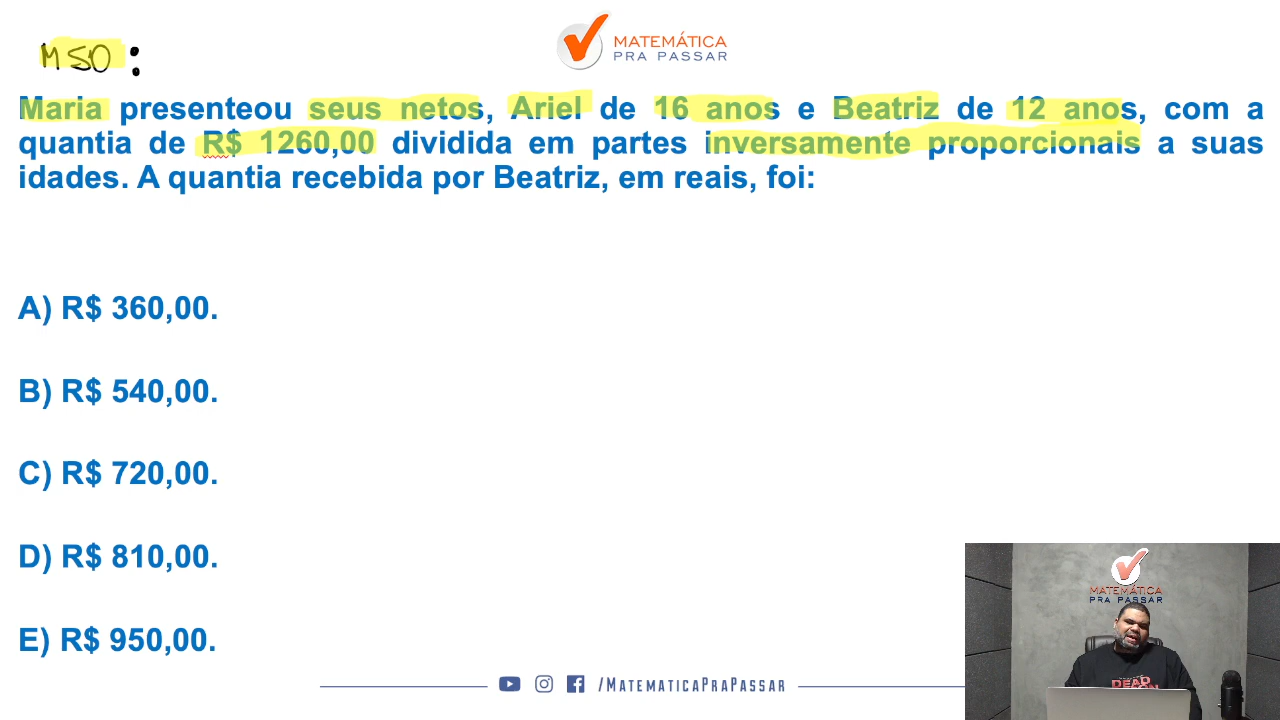 M50:
MATEMÁTICA
PRA PASSAR
Maria presenteou seus netos, Ariel de 16 anos e Beatriz de 12 anos, com a
quantia de R$ 1260,00 dividida em partes inversamente proporcionais a suas
idades. A quantia recebida por Beatriz, em reais, foi:
A) R$ 360,00.
B) R$ 540,00.
C) R$ 720,00.
D) R$ 810,00.
E) R$ 950,00.
MATEMÁTICA
PRA PASSAR
DEAD
/MATEMATICAPRAPASSAR